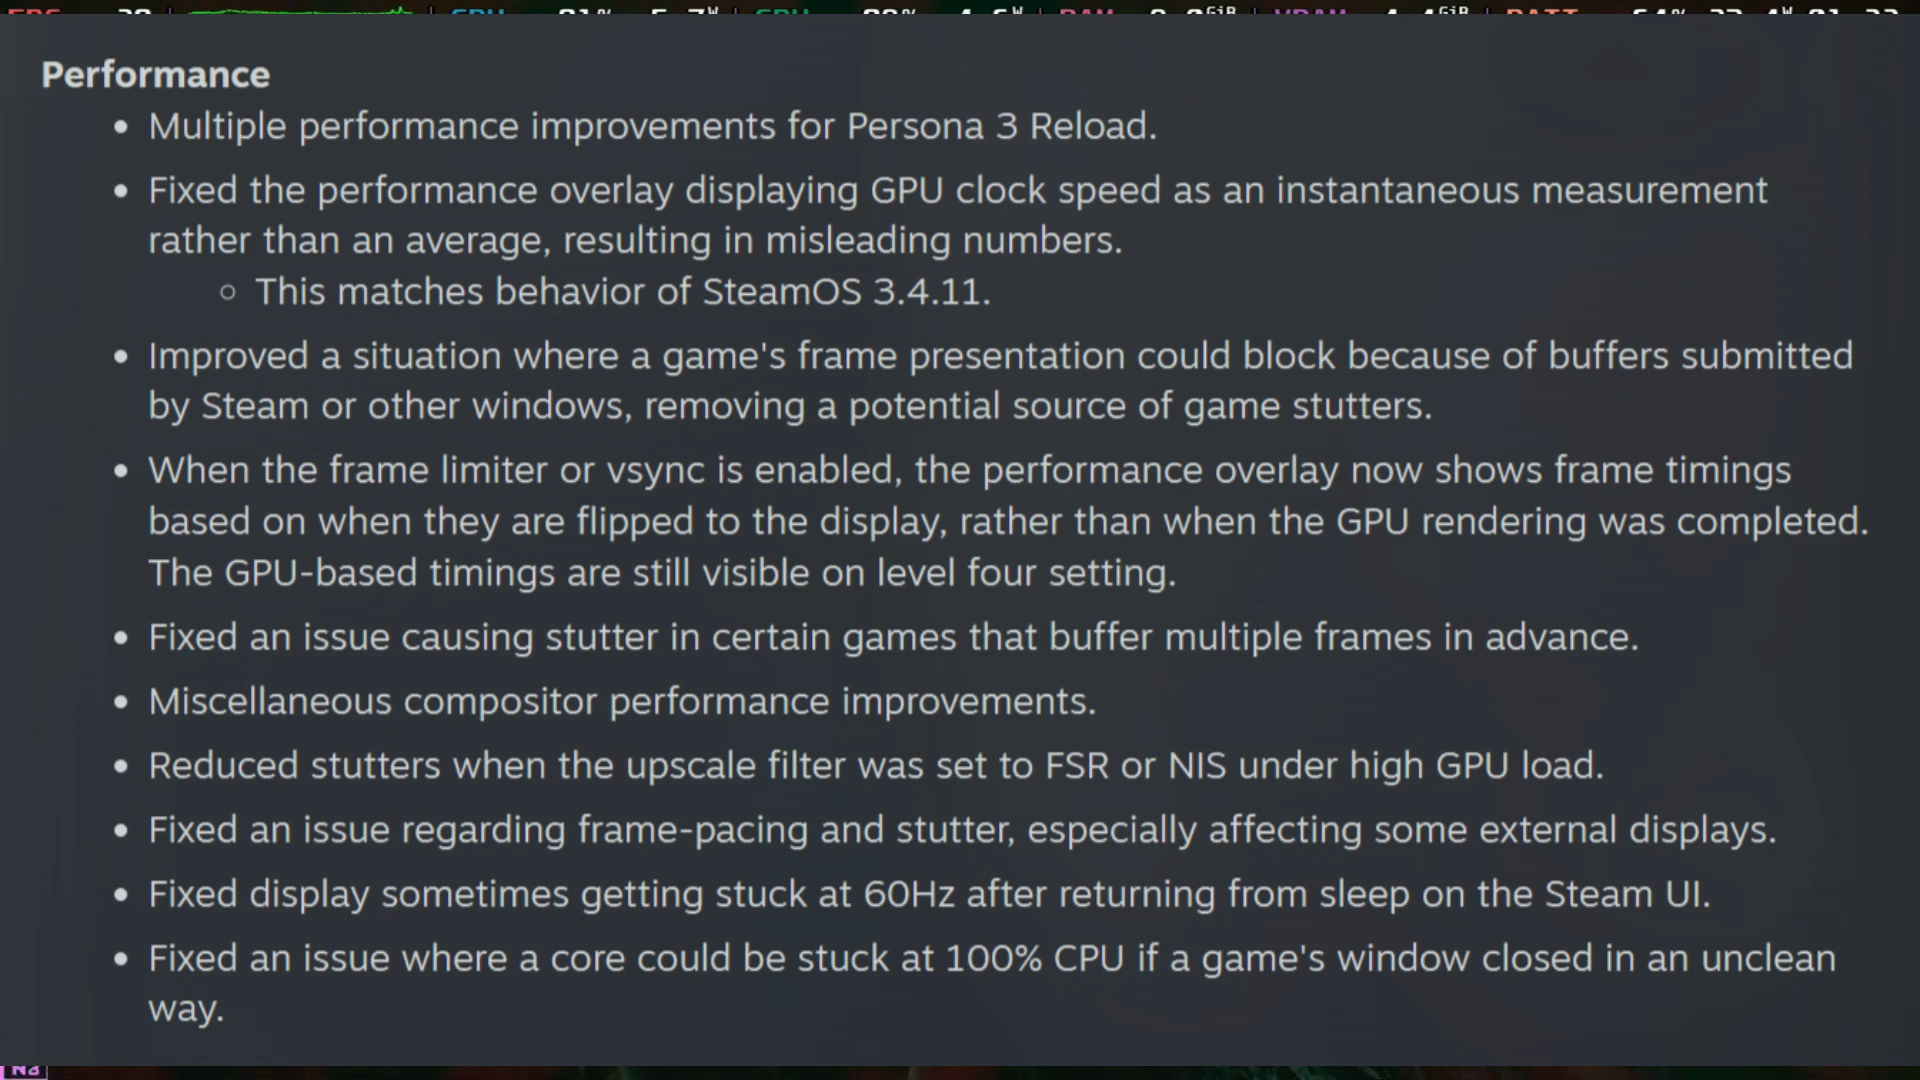 Performance
• Multiple performance improvements for Persona 3 Reload.
• Fixed the performance overlay displaying GPU clock speed as an instantaneous measurement
rather than an average, resulting in misleading numbers.
○ This matches behavior of SteamOS 3.4.11.
• Improved a situation where a game's frame presentation could block because of buffers submitted
by Steam or other windows, removing a potential source of game stutters.
• When the frame limiter or vsync is enabled, the performance overlay now shows frame timings
based on when they are flipped to the display, rather than when the GPU rendering was completed.
The GPU-based timings are still visible on level four setting.
• Fixed an issue causing stutter in certain games that buffer multiple frames in advance.
• Miscellaneous compositor performance improvements.
• Reduced stutters when the upscale filter was set to FSR or NIS under high GPU load.
• Fixed an issue regarding frame-pacing and stutter, especially affecting some external displays.
• Fixed display sometimes getting stuck at 60Hz after returning from sleep on the Steam UI.
• Fixed an issue where a core could be stuck at 100% CPU if a game's window closed in an unclean
way.